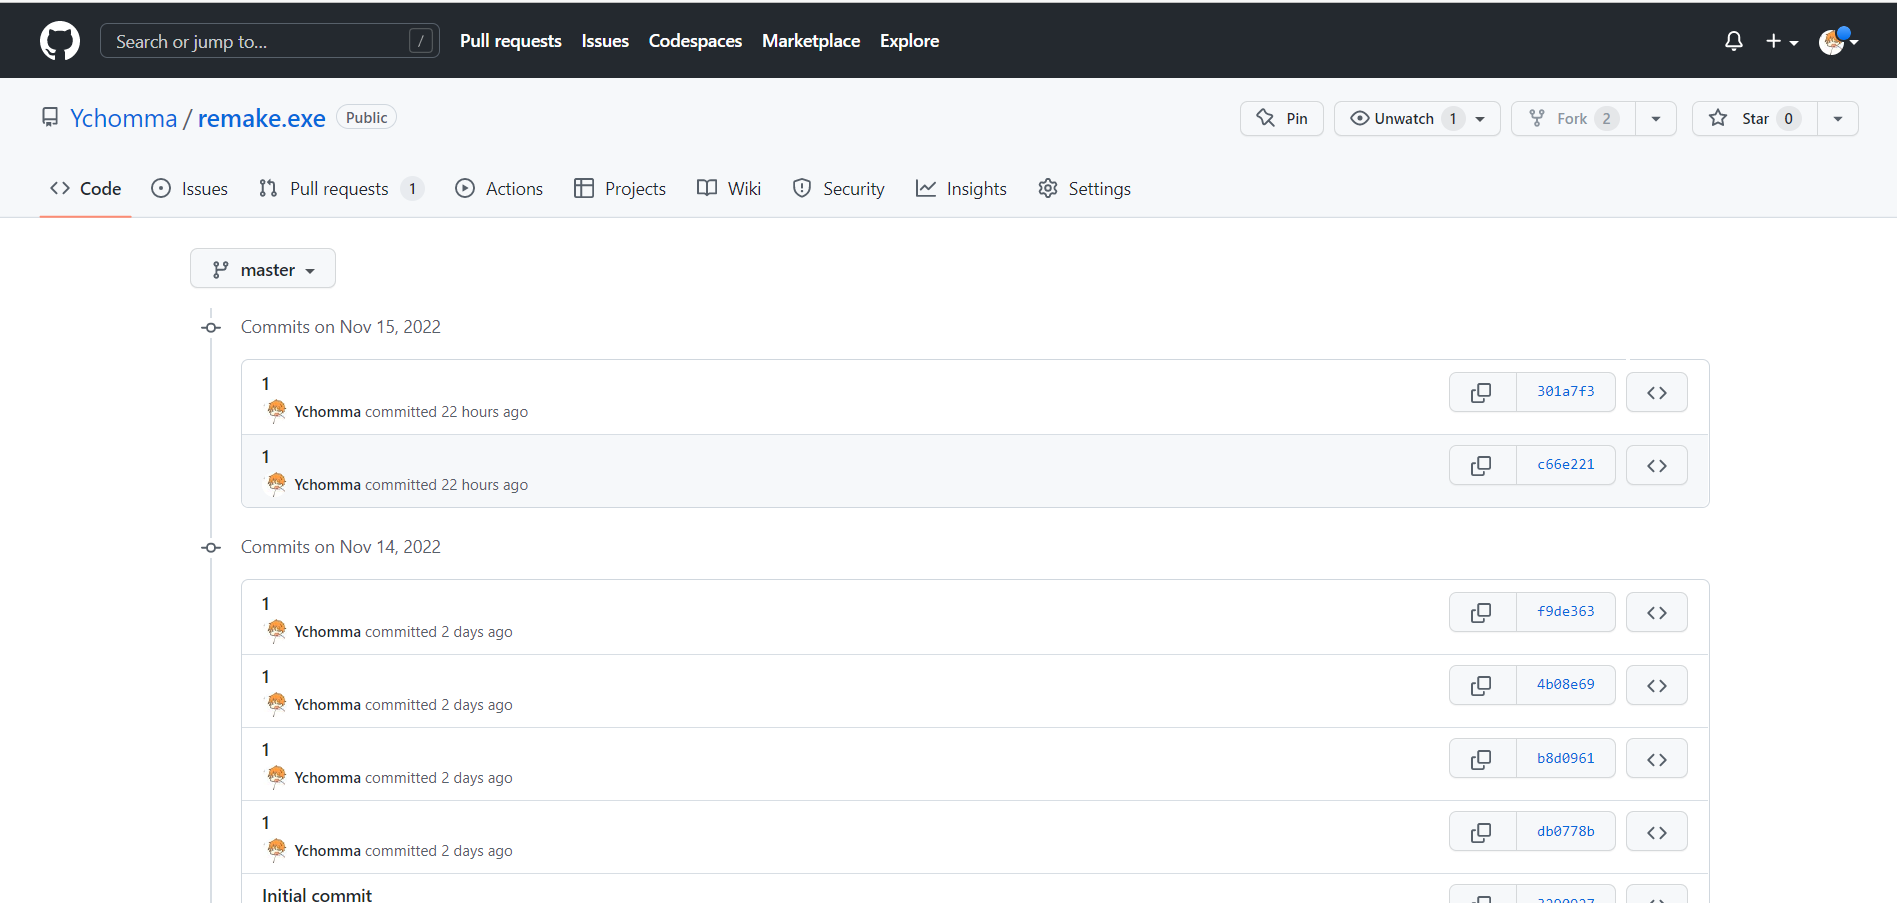 Search or jump to... / Pull requests Issues Codespaces Marketplace Explore
Ychomma / remake.exe Public Pin Unwatch 1 Fork 2 Star 0
Code Issues Pull requests 1 Actions Projects Wiki Security Insights Settings
master
Commits on Nov 15, 2022
1
301a7f3
Ychomma committed 22 hours ago
1
c66e221
Ychomma committed 22 hours ago
Commits on Nov 14, 2022
1
f9de363
Ychomma committed 2 days ago
1
4b08e69
Ychomma committed 2 days ago
1
b8d0961
Ychomma committed 2 days ago
1
db0778b
Ychomma committed 2 days ago
Initial commit